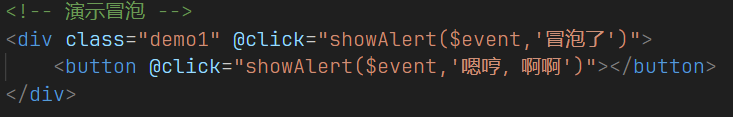 <!-- 演示冒泡 -->
<div class="demo1" @click="showAlert($event,'冒泡了')">
    <button @click="showAlert($event,'嗯哼，啊啊')"></button>
</div>